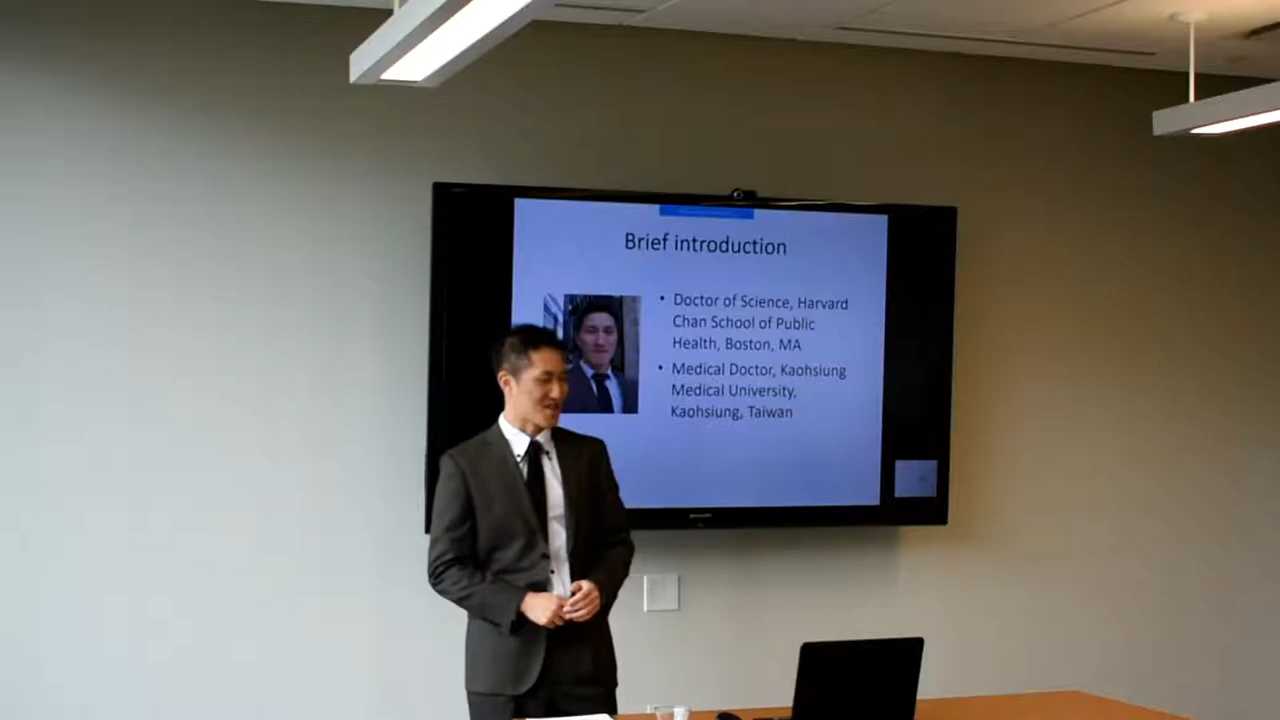 Brief introduction
• Doctor of Science, Harvard
Chan School of Public
Health, Boston, MA
• Medical Doctor, Kaohsiung
Medical University,
Kaohsiung, Taiwan